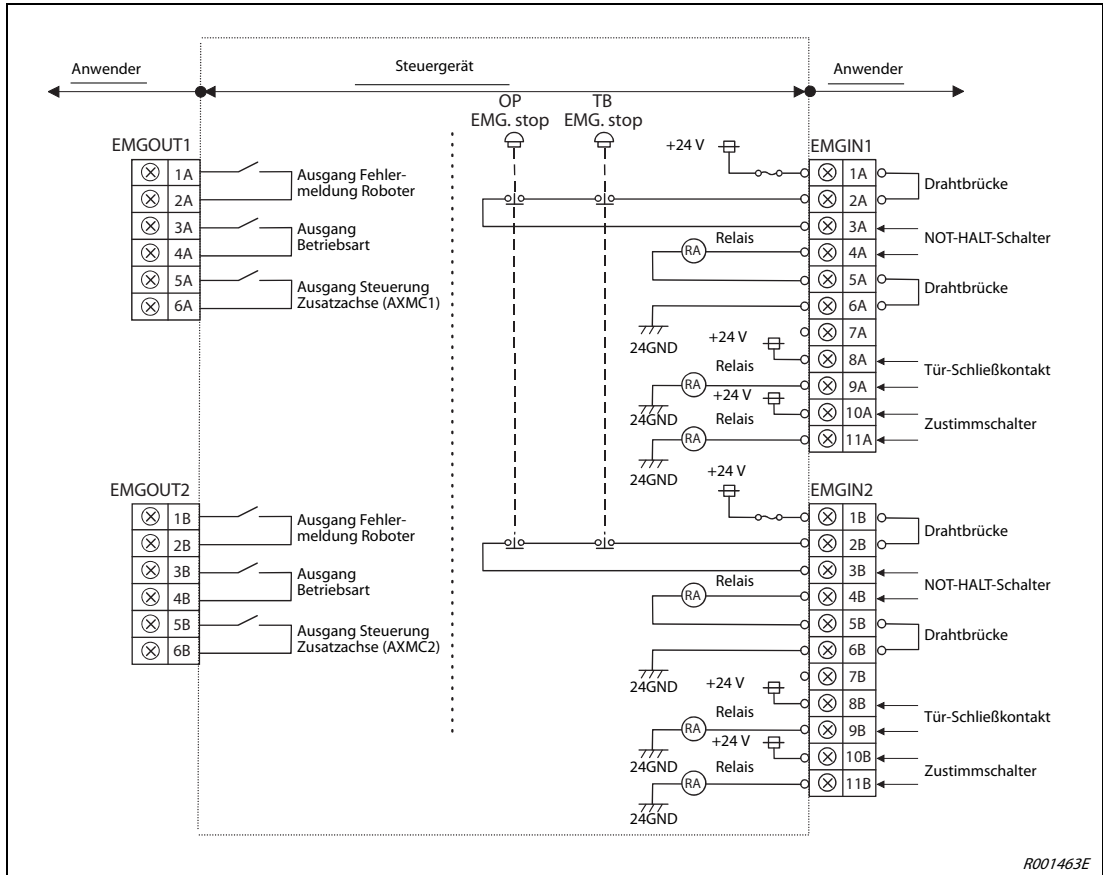 Anwender
Steuergerät
Anwender
OP
EMG. stop
TB
EMG. stop
EMGOUT1
1A
2A
3A
4A
5A
6A
Ausgang Fehler-
meldung Roboter
Ausgang
Betriebsart
Ausgang Steuerung
Zusatzachse (AXMC1)
+24 V
EMGIN1
1A
2A
3A
4A
5A
6A
7A
8A
9A
10A
11A
Drahtbrücke
NOT-HALT-Schalter
Relais
RA
Drahtbrücke
24GND
+24 V
Tür-Schließkontakt
Relais
RA
24GND
+24 V
Zustimmschalter
Relais
RA
24GND
EMGOUT2
1B
2B
3B
4B
5B
6B
Ausgang Fehler-
meldung Roboter
Ausgang
Betriebsart
Ausgang Steuerung
Zusatzachse (AXMC2)
+24 V
EMGIN2
1B
2B
3B
4B
5B
6B
7B
8B
9B
10B
11B
Drahtbrücke
NOT-HALT-Schalter
Relais
RA
Drahtbrücke
24GND
+24 V
Tür-Schließkontakt
Relais
RA
24GND
+24 V
Zustimmschalter
Relais
RA
24GND
R001463E